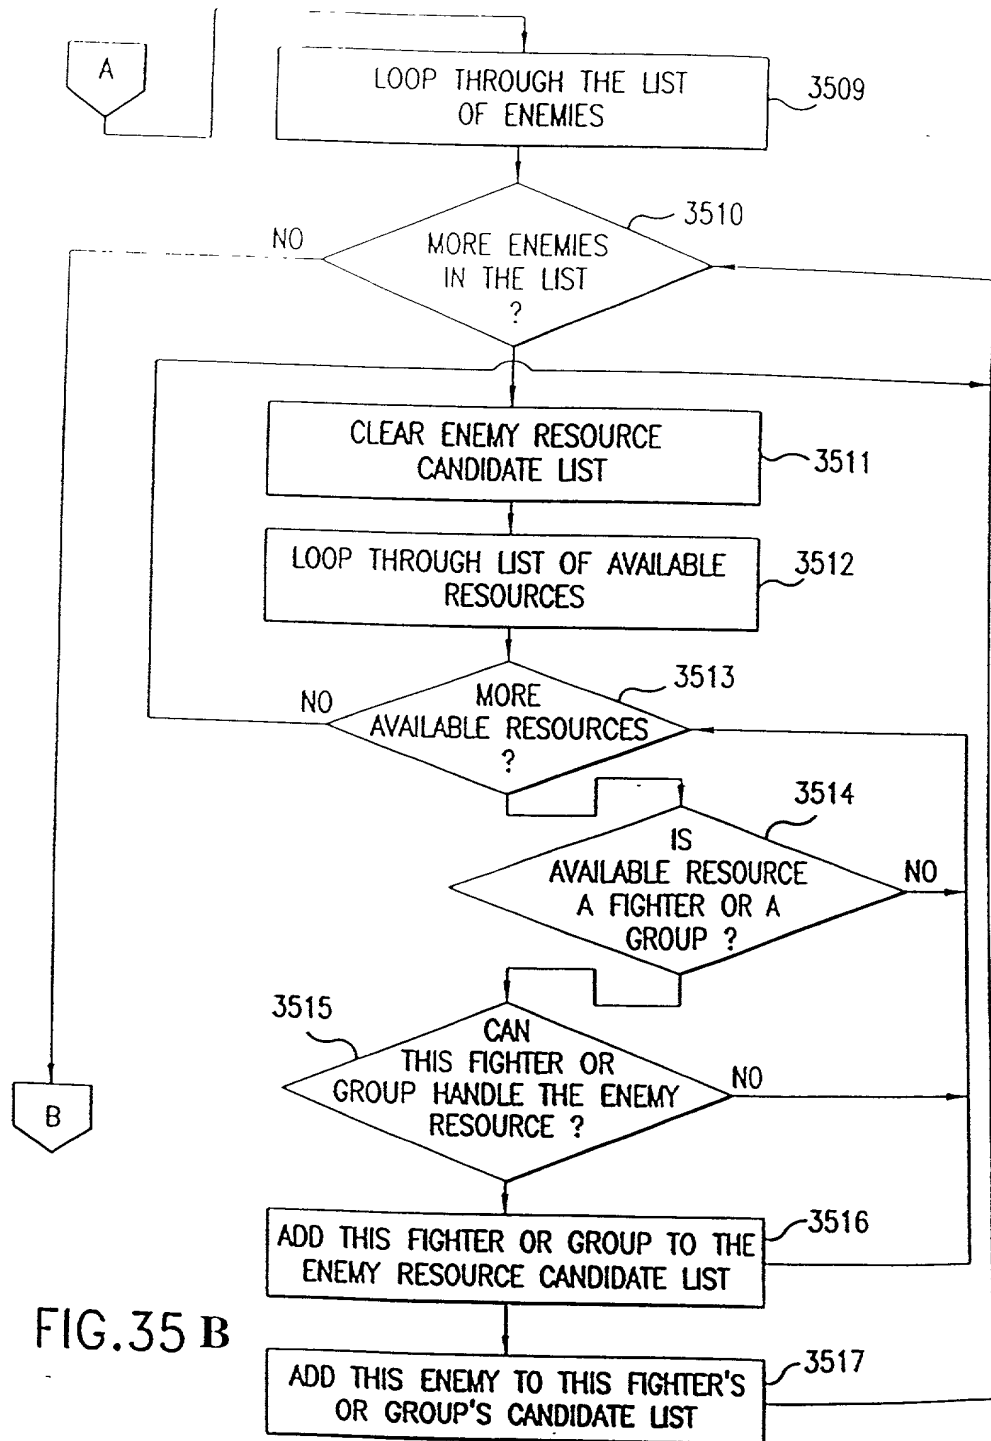 A
LOOP THROUGH THE LIST
OF ENEMIES
3509
3510
NO
MORE ENEMIES
IN THE LIST
?
CLEAR ENEMY RESOURCE
CANDIDATE LIST
3511
LOOP THROUGH LIST OF AVAILABLE
RESOURCES
3512
3513
NO
MORE
AVAILABLE RESOURCES
?
3514
IS
AVAILABLE RESOURCE
A FIGHTER OR A
GROUP ?
NO
3515
CAN
THIS FIGHTER OR
GROUP HANDLE THE ENEMY
RESOURCE ?
NO
B
ADD THIS FIGHTER OR GROUP TO THE
ENEMY RESOURCE CANDIDATE LIST
3516
FIG.35 B
ADD THIS ENEMY TO THIS FIGHTER'S
OR GROUP'S CANDIDATE LIST
3517